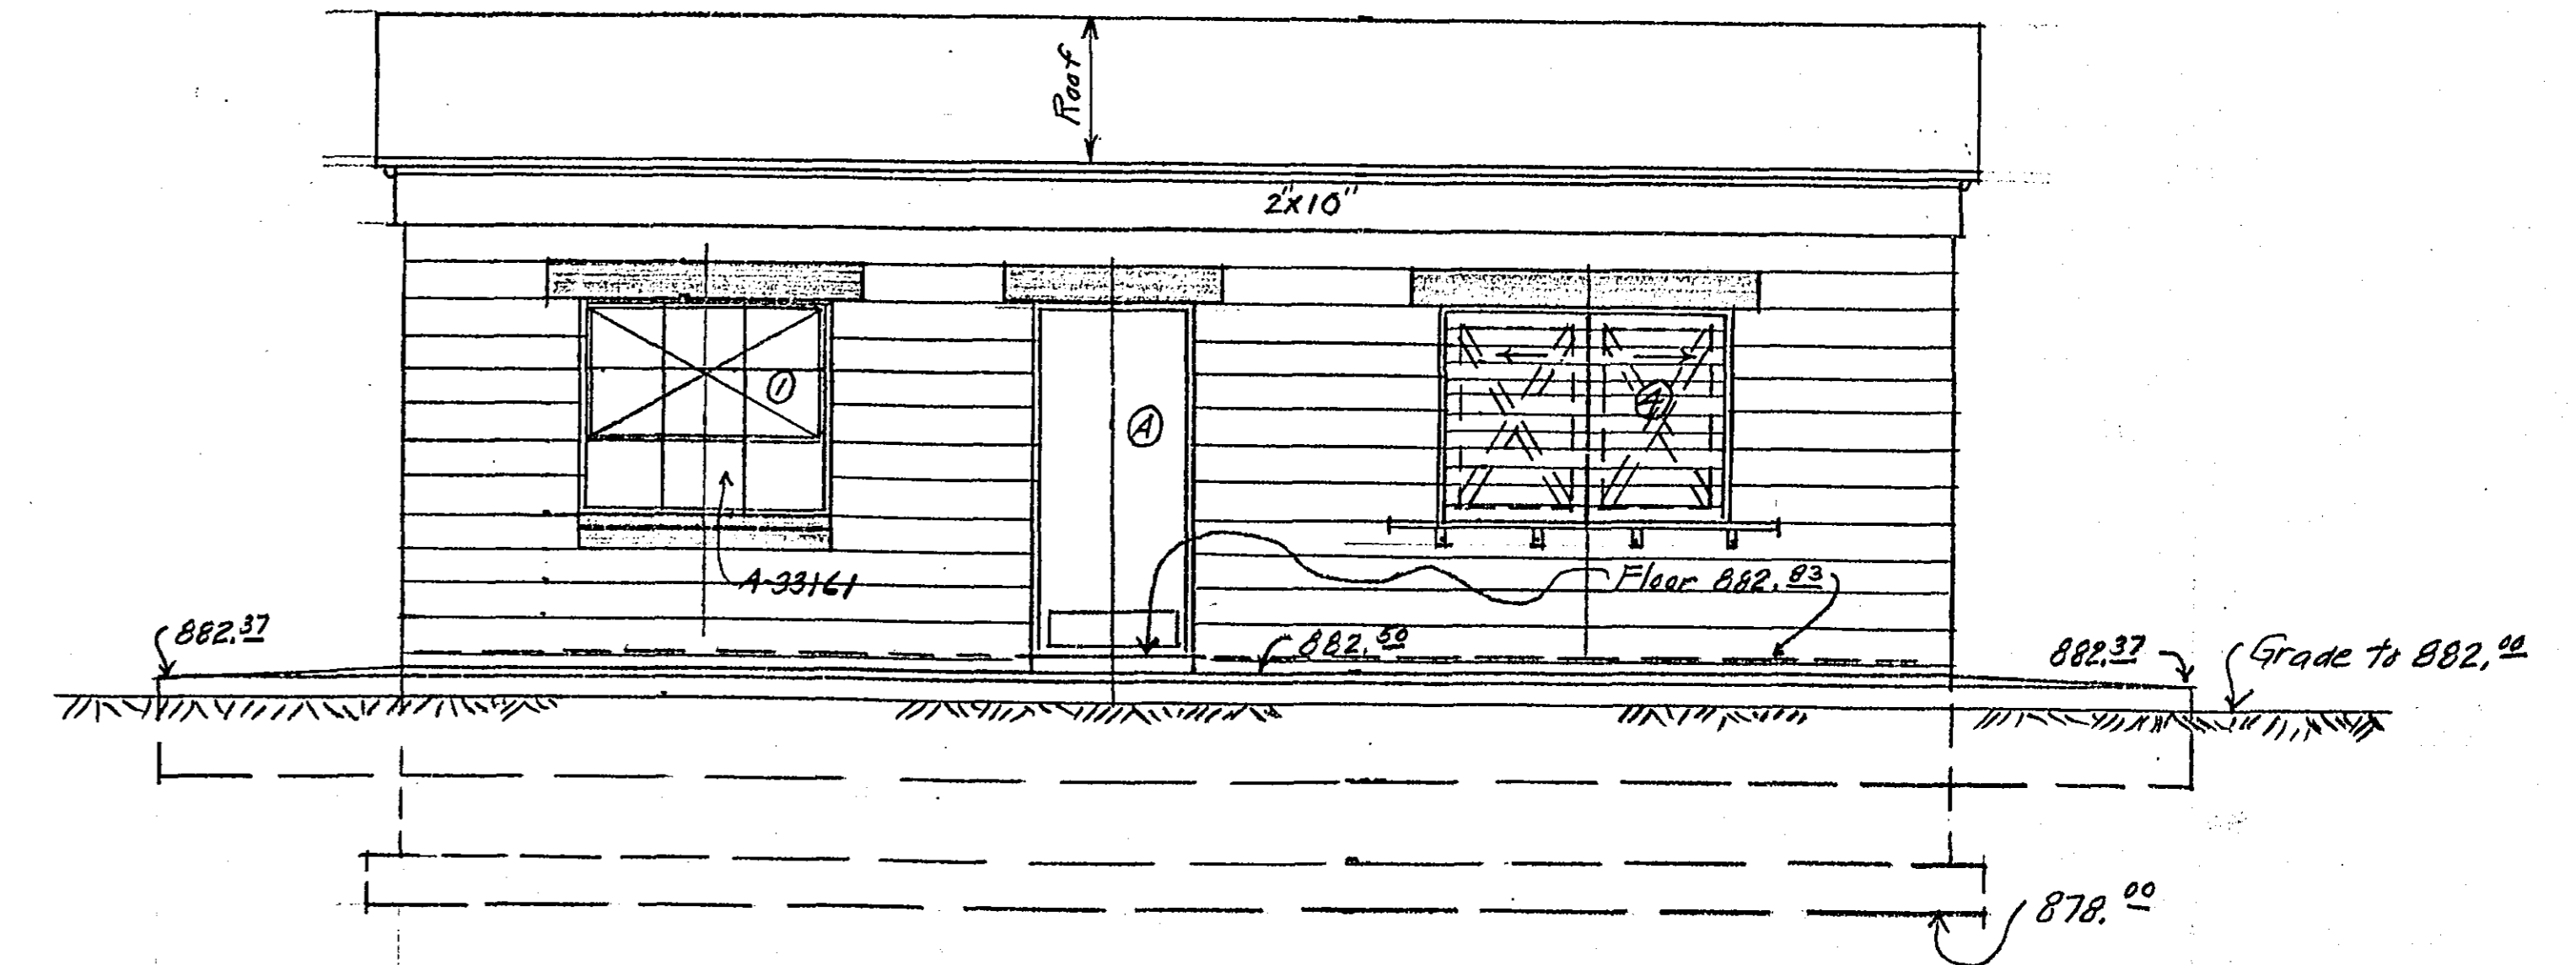 Roof
2"x10"
1
A
4
A-33161
Floor 882.83
882.37
882.50
882.37
Grade to 882.00
878.00